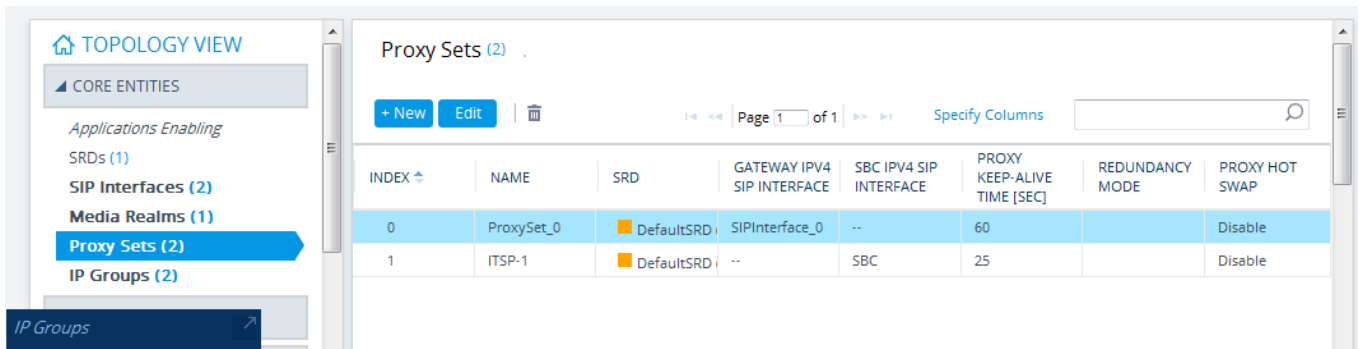 TOPOLOGY VIEW
CORE ENTITIES
Applications Enabling
SRDs (1)
SIP Interfaces (2)
Media Realms (1)
Proxy Sets (2)
IP Groups (2)
IP Groups
Proxy Sets (2) .
+ New Edit Page 1 of 1 Specify Columns
INDEX NAME SRD GATEWAY IPV4 SIP INTERFACE SBC IPV4 SIP INTERFACE PROXY KEEP-ALIVE TIME [SEC] REDUNDANCY MODE PROXY HOT SWAP
0 ProxySet_0 DefaultSRD ( SIPInterface_0 -- 60 Disable
1 ITSP-1 DefaultSRD ( -- SBC 25 Disable